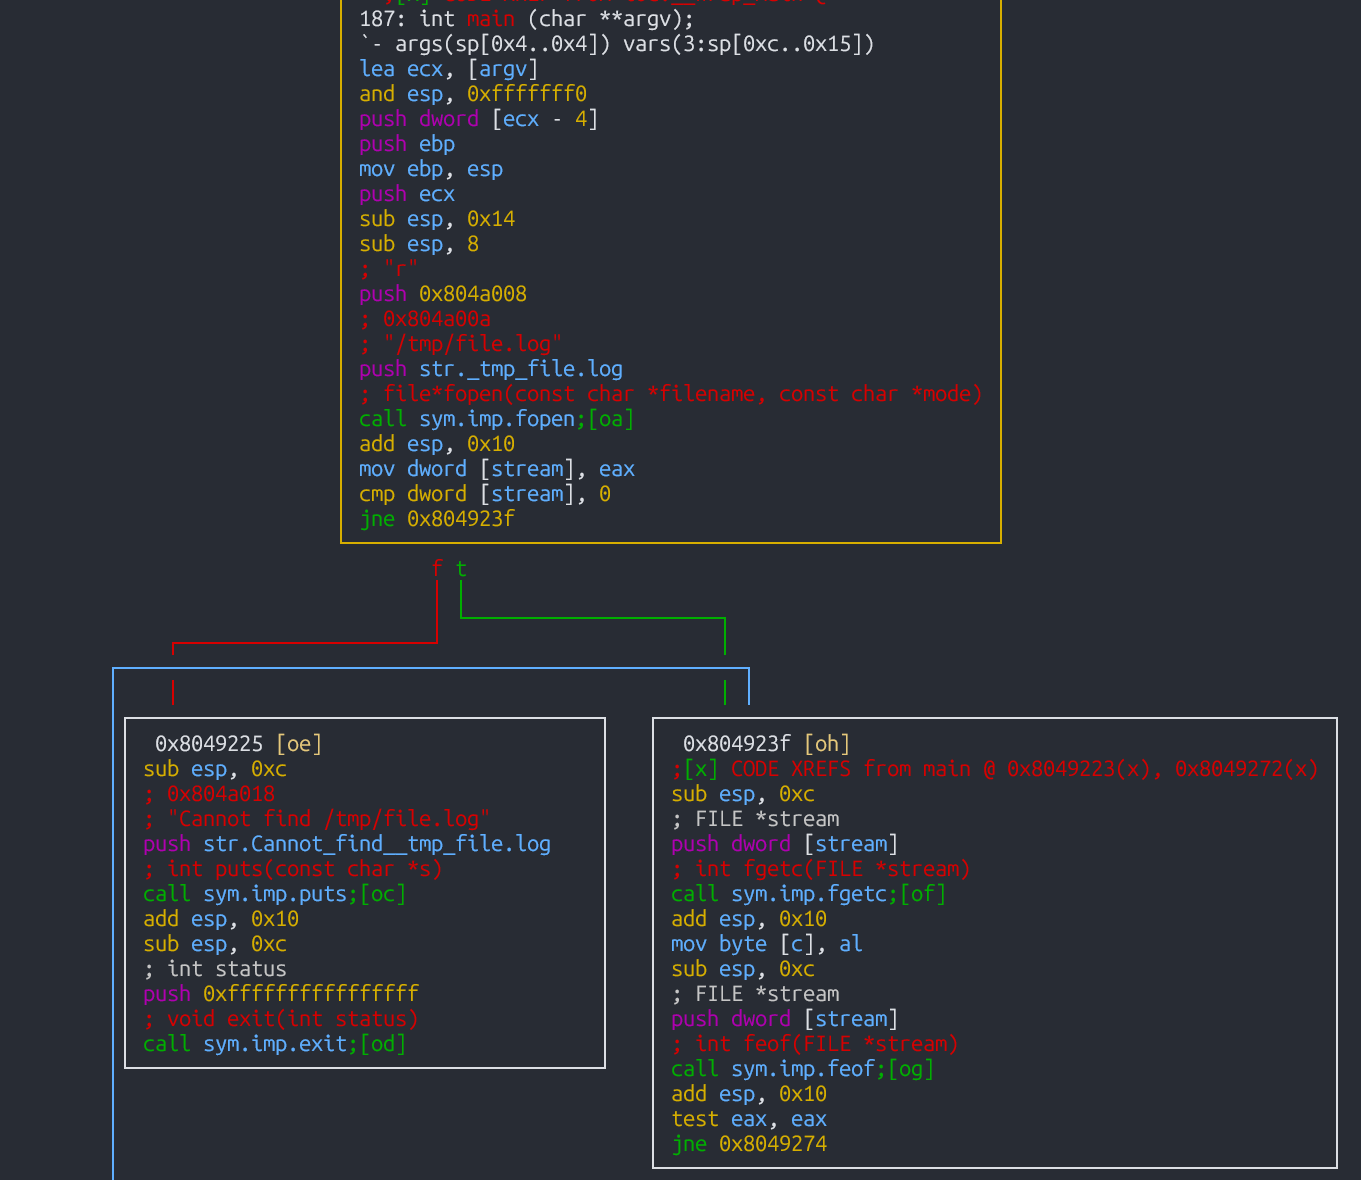 187: int main (char **argv);
`- args(sp[0x4..0x4]) vars(3:sp[0xc..0x15])
lea ecx, [argv]
and esp, 0xfffffff0
push dword [ecx - 4]
push ebp
mov ebp, esp
push ecx
sub esp, 0x14
sub esp, 8
; "r"
push 0x804a008
; 0x804a00a
; "/tmp/file.log"
push str._tmp_file.log
; file*fopen(const char *filename, const char *mode)
call sym.imp.fopen;[oa]
add esp, 0x10
mov dword [stream], eax
cmp dword [stream], 0
jne 0x804923f
f t
0x8049225 [oe]
sub esp, 0xc
; 0x804a018
; "Cannot find /tmp/file.log"
push str.Cannot_find__tmp_file.log
; int puts(const char *s)
call sym.imp.puts;[oc]
add esp, 0x10
sub esp, 0xc
; int status
push 0xffffffffffffffff
; void exit(int status)
call sym.imp.exit;[od]
0x804923f [oh]
;[x] CODE XREFS from main @ 0x8049223(x), 0x8049272(x)
sub esp, 0xc
; FILE *stream
push dword [stream]
; int fgetc(FILE *stream)
call sym.imp.fgetc;[of]
add esp, 0x10
mov byte [c], al
sub esp, 0xc
; FILE *stream
push dword [stream]
; int feof(FILE *stream)
call sym.imp.feof;[og]
add esp, 0x10
test eax, eax
jne 0x8049274